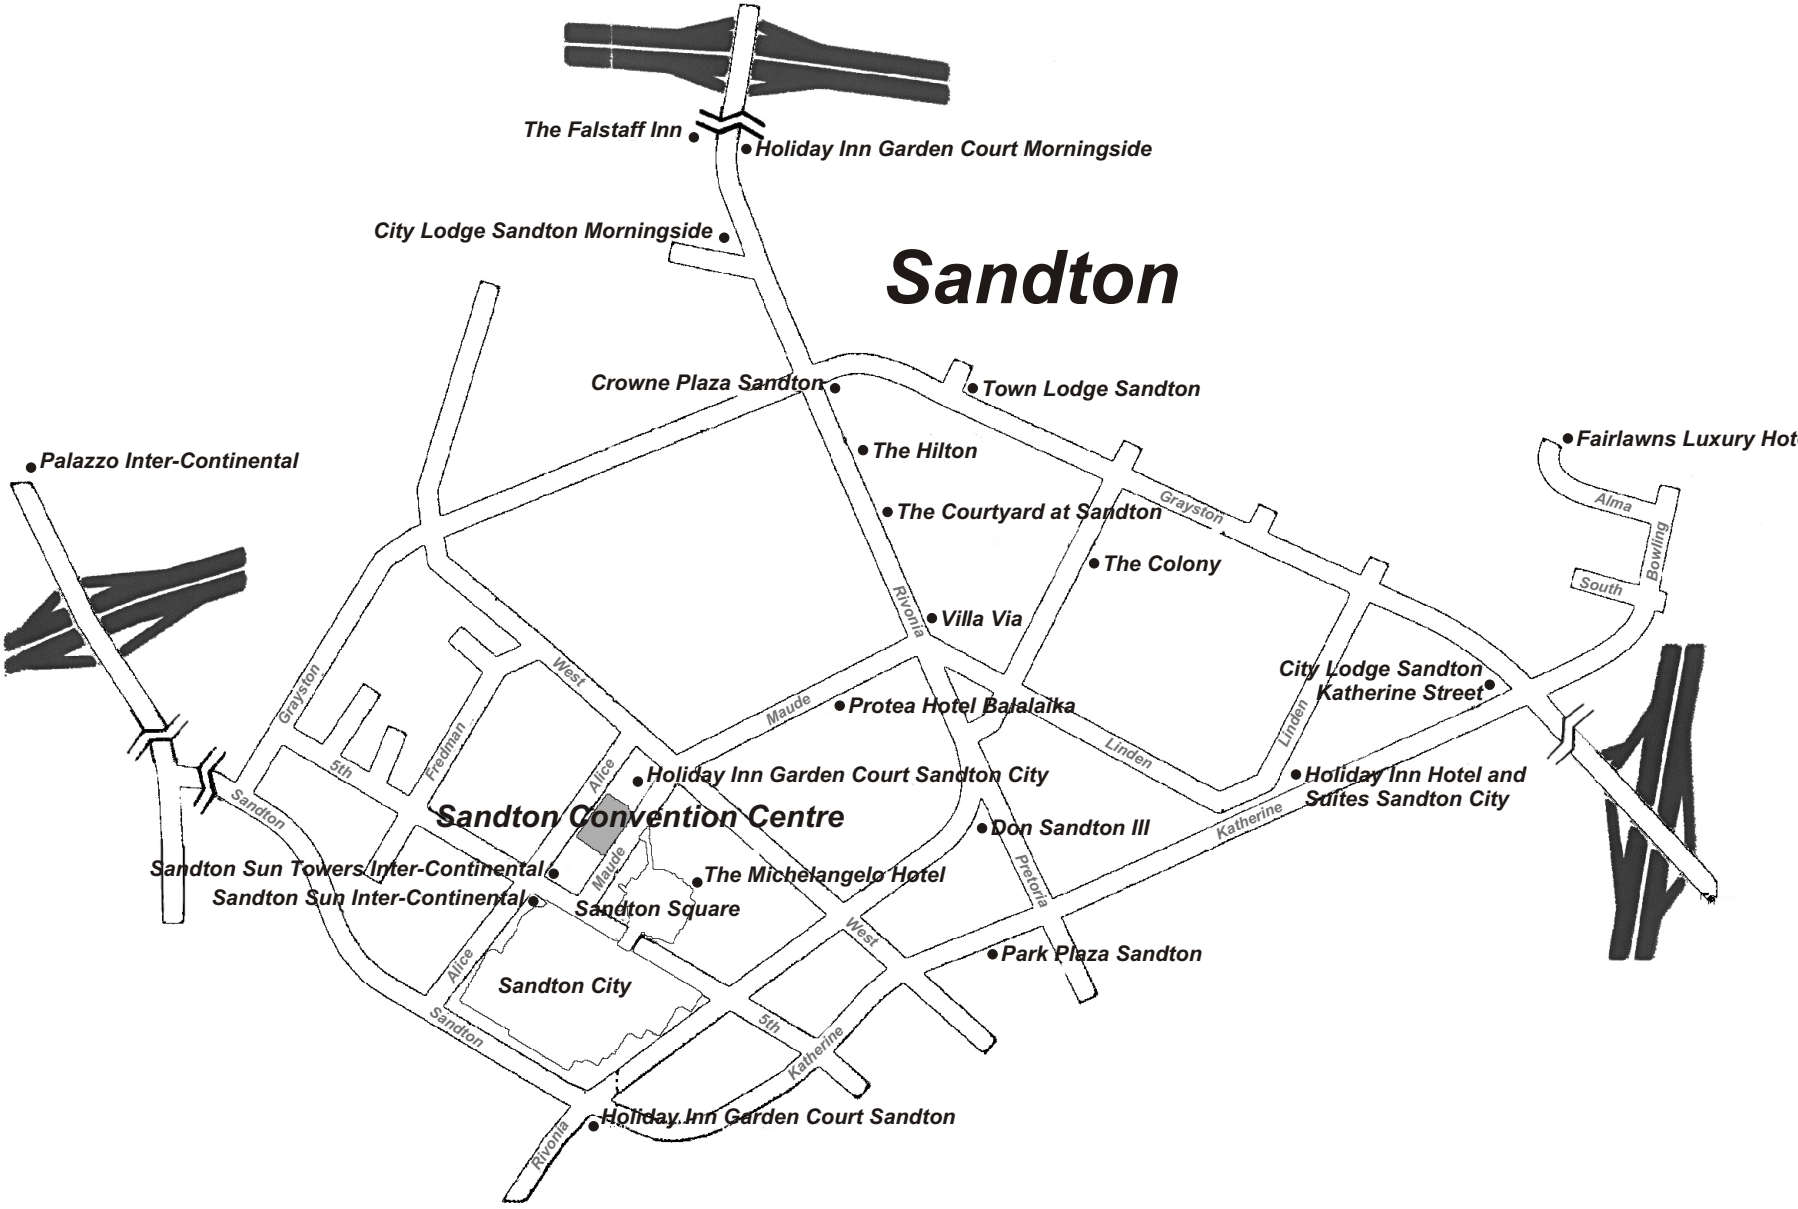 The Falstaff Inn
Holiday Inn Garden Court Morningside
City Lodge Sandton Morningside
Sandton
Crowne Plaza Sandton
Town Lodge Sandton
Fairlawns Luxury Hot
The Hilton
Palazzo Inter-Continental
Alma
Grayston
The Courtyard at Sandton
Bowling
The Colony
South
Rivonia
Villa Via
West
City Lodge Sandton
Katherine Street
Grayston
Maude
Protea Hotel Balalaika
Linden
Fredman
Linden
5th
Alice
Holiday Inn Garden Court Sandton City
Holiday Inn Hotel and
Suites Sandton City
Sandton
Sandton Convention Centre
Katherine
Don Sandton III
Sandton Sun Towers Inter-Continental
Maude
The Michelangelo Hotel
Pretoria
Sandton Sun Inter-Continental
Sandton Square
West
Alice
Park Plaza Sandton
Sandton City
Sandton
5th
Katherine
Holiday Inn Garden Court Sandton
Rivonia